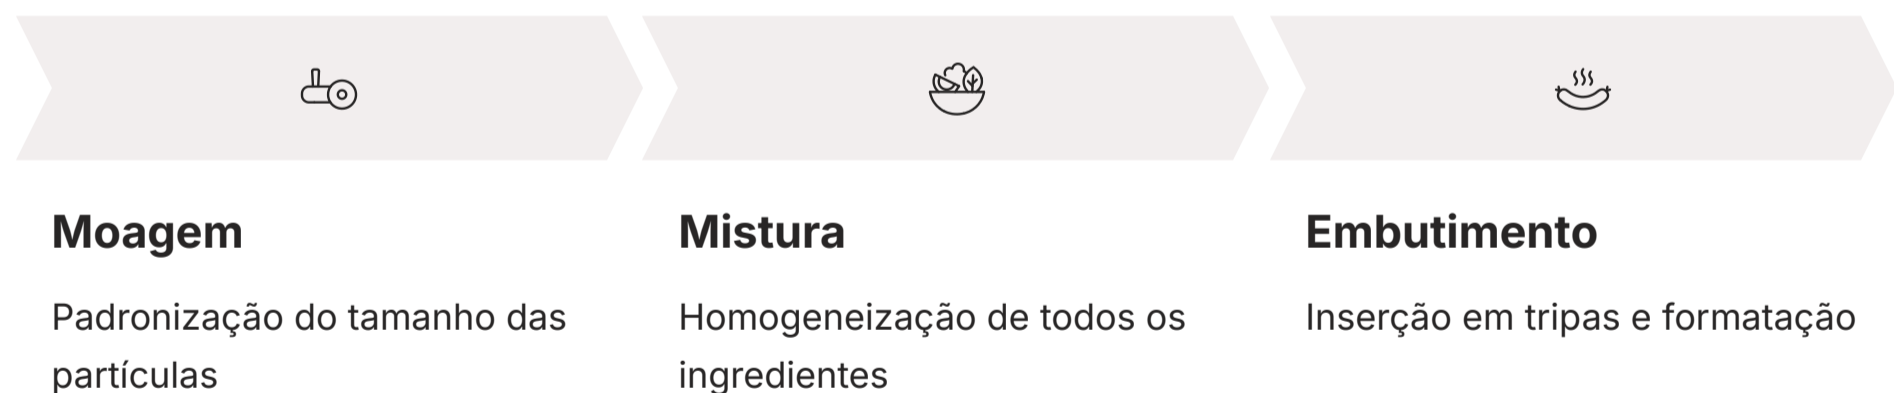 Moagem
Padronização do tamanho das
partículas
Mistura
Homogeneização de todos os
ingredientes
Embutimento
Inserção em tripas e formatação